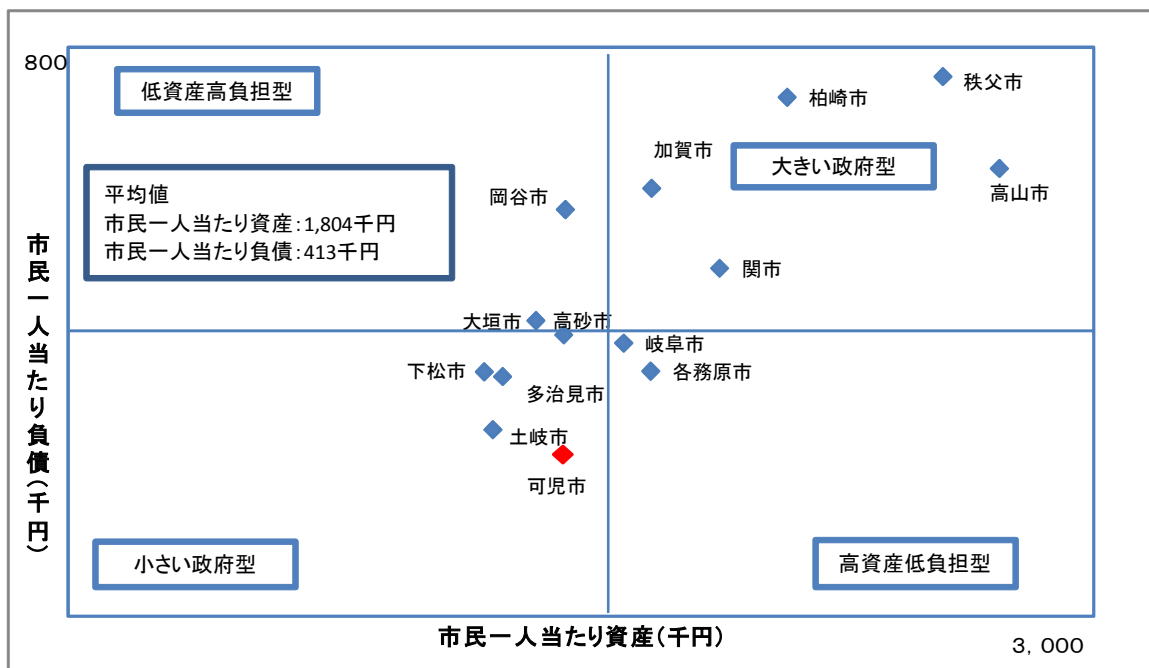 800
低資産高負担型
秩父市
柏崎市
加賀市
大きい政府型
高山市
岡谷市
平均値
市民一人当たり資産：1,804千円
市民一人当たり負債：413千円
関市
市民一人当たり負債（千円）
大垣市
高砂市
岐阜市
下松市
各務原市
多治見市
土岐市
可児市
小さい政府型
高資産低負担型
市民一人当たり資産（千円）
３，０００